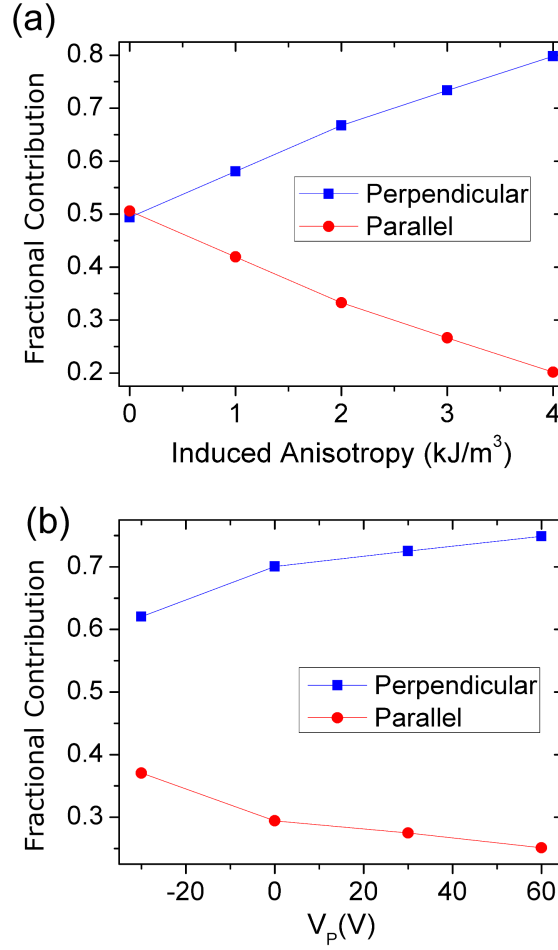 (a)
Fractional Contribution
0.8
0.7
0.6
0.5
0.4
0.3
0.2
Perpendicular
Parallel
0 1 2 3 4
Induced Anisotropy (kJ/m³)
(b)
Fractional Contribution
0.7
0.6
0.5
0.4
0.3
Perpendicular
Parallel
-20 0 20 40 60
V_P(V)